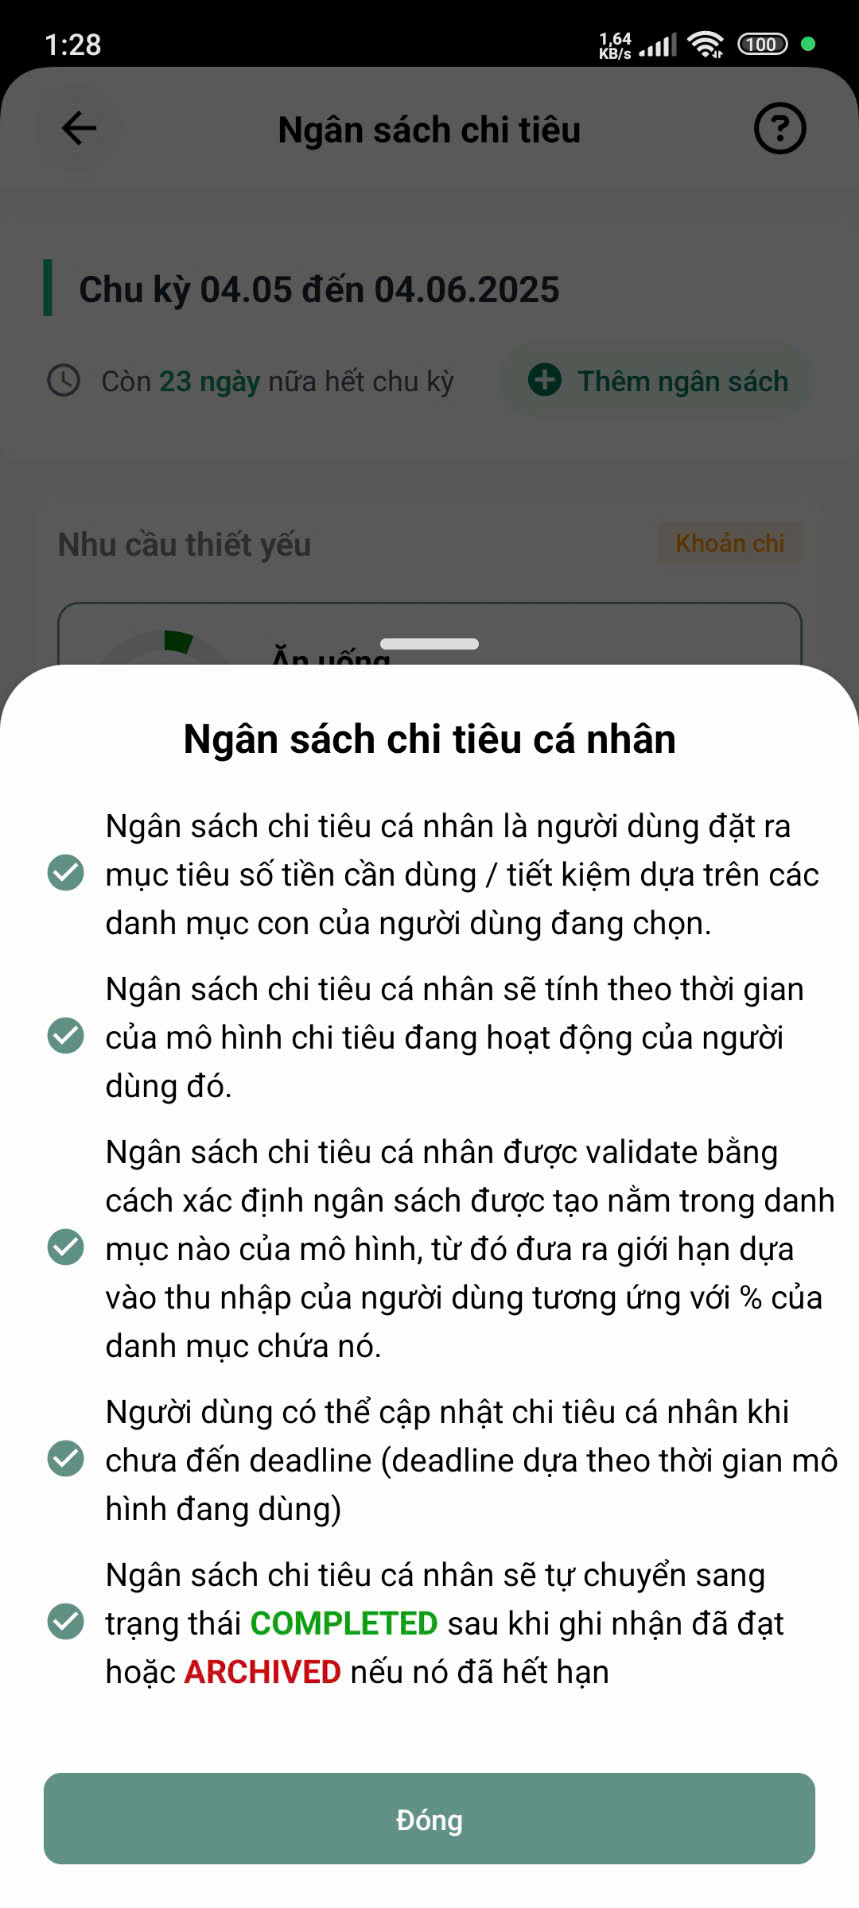 1:28
1,64
KB/s
100
Ngân sách chi tiêu
?
Chu kỳ 04.05 đến 04.06.2025
Còn 23 ngày nữa hết chu kỳ
Thêm ngân sách
Nhu cầu thiết yếu
Khoản chi
Ăn uống
Ngân sách chi tiêu cá nhân
Ngân sách chi tiêu cá nhân là người dùng đặt ra
mục tiêu số tiền cần dùng / tiết kiệm dựa trên các
danh mục con của người dùng đang chọn.
Ngân sách chi tiêu cá nhân sẽ tính theo thời gian
của mô hình chi tiêu đang hoạt động của người
dùng đó.
Ngân sách chi tiêu cá nhân được validate bằng
cách xác định ngân sách được tạo nằm trong danh
mục nào của mô hình, từ đó đưa ra giới hạn dựa
vào thu nhập của người dùng tương ứng với % của
danh mục chứa nó.
Người dùng có thể cập nhật chi tiêu cá nhân khi
chưa đến deadline (deadline dựa theo thời gian mô
hình đang dùng)
Ngân sách chi tiêu cá nhân sẽ tự chuyển sang
trạng thái COMPLETED sau khi ghi nhận đã đạt
hoặc ARCHIVED nếu nó đã hết hạn
Đóng